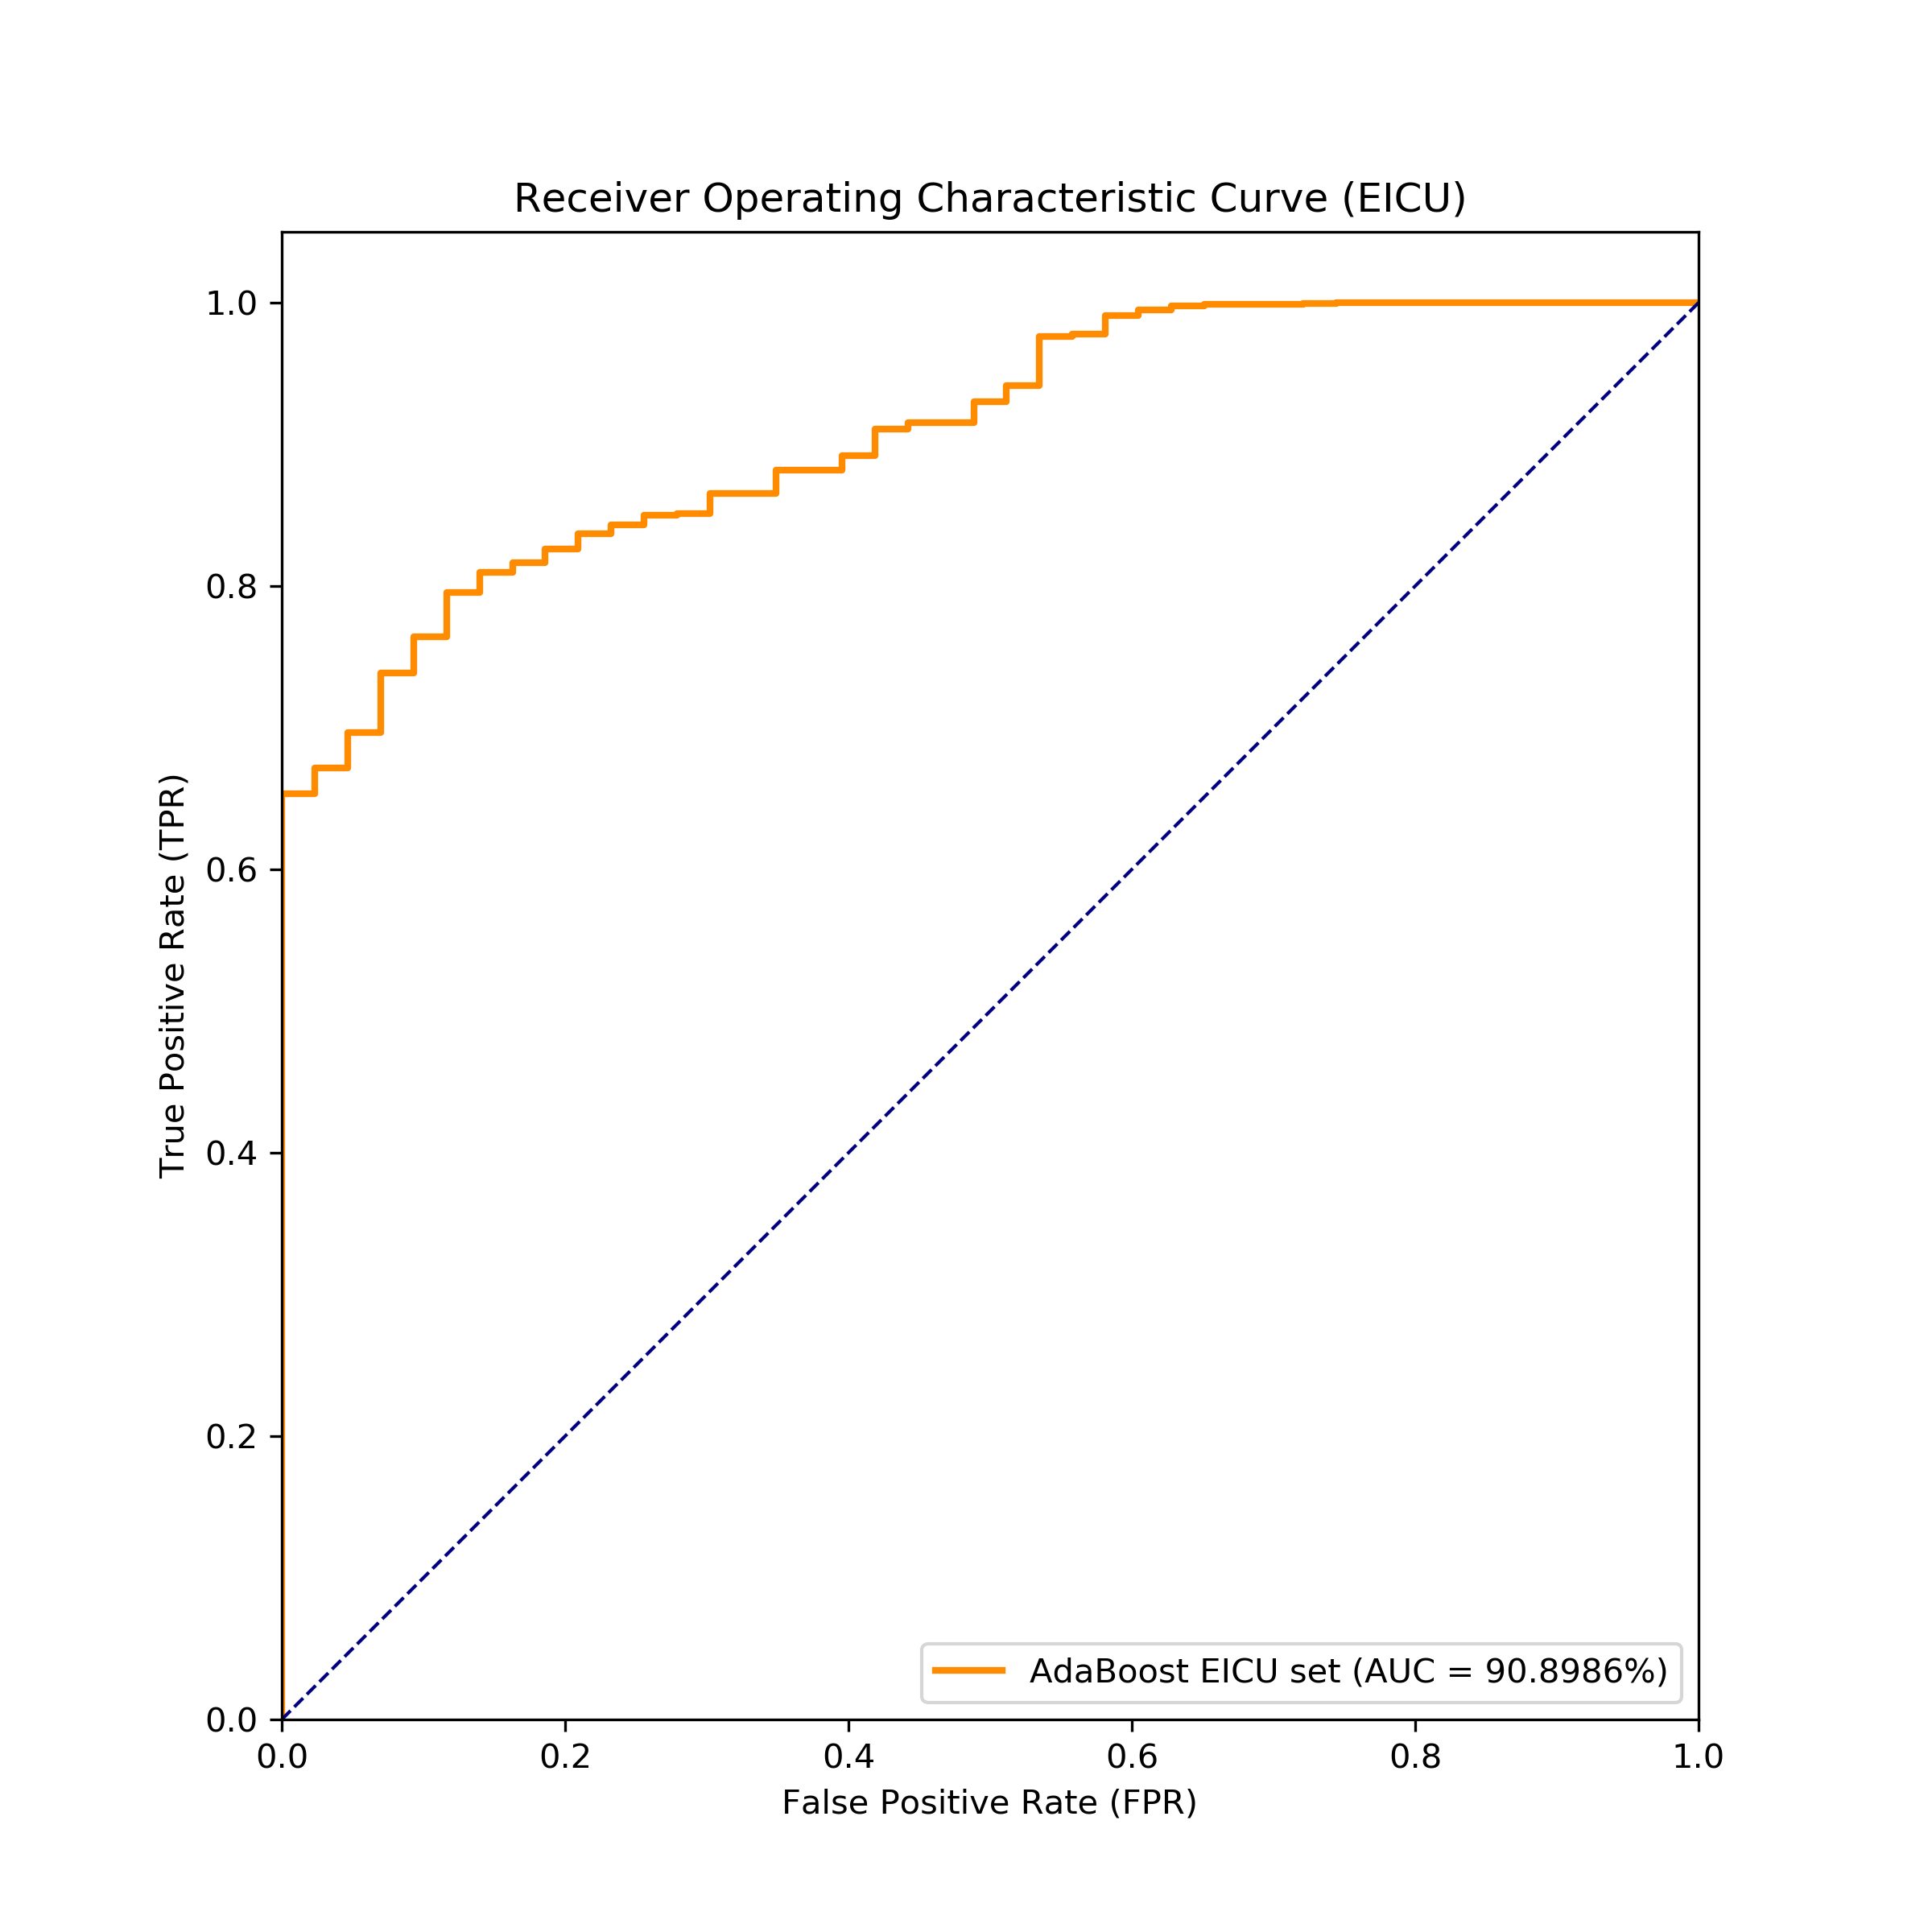 Receiver Operating Characteristic Curve (EICU)
1.0
0.8
0.6
0.4
0.2
0.0
True Positive Rate (TPR)
AdaBoost EICU set (AUC = 90.8986%)
0.0 0.2 0.4 0.6 0.8 1.0
False Positive Rate (FPR)